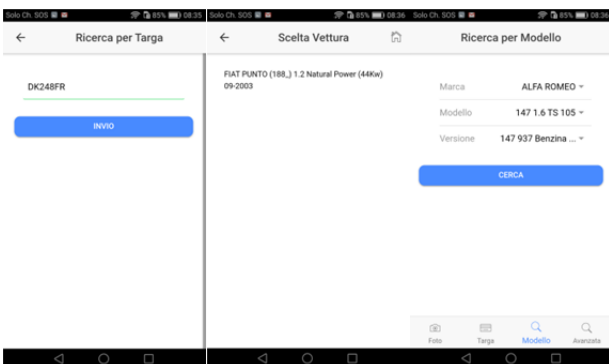 Solo Ch. SOS 85% 08:35
Ricerca per Targa
DK248FR
INVIO
Solo Ch. SOS 85% 08:36
Scelta Vettura
FIAT PUNTO (188_) 1.2 Natural Power (44Kw)
09-2003
Solo Ch. SOS 85% 08:36
Ricerca per Modello
Marca ALFA ROMEO
Modello 147 1.6 TS 105
Versione 147 937 Benzina ...
CERCA
Foto Targa Modello Avanzata